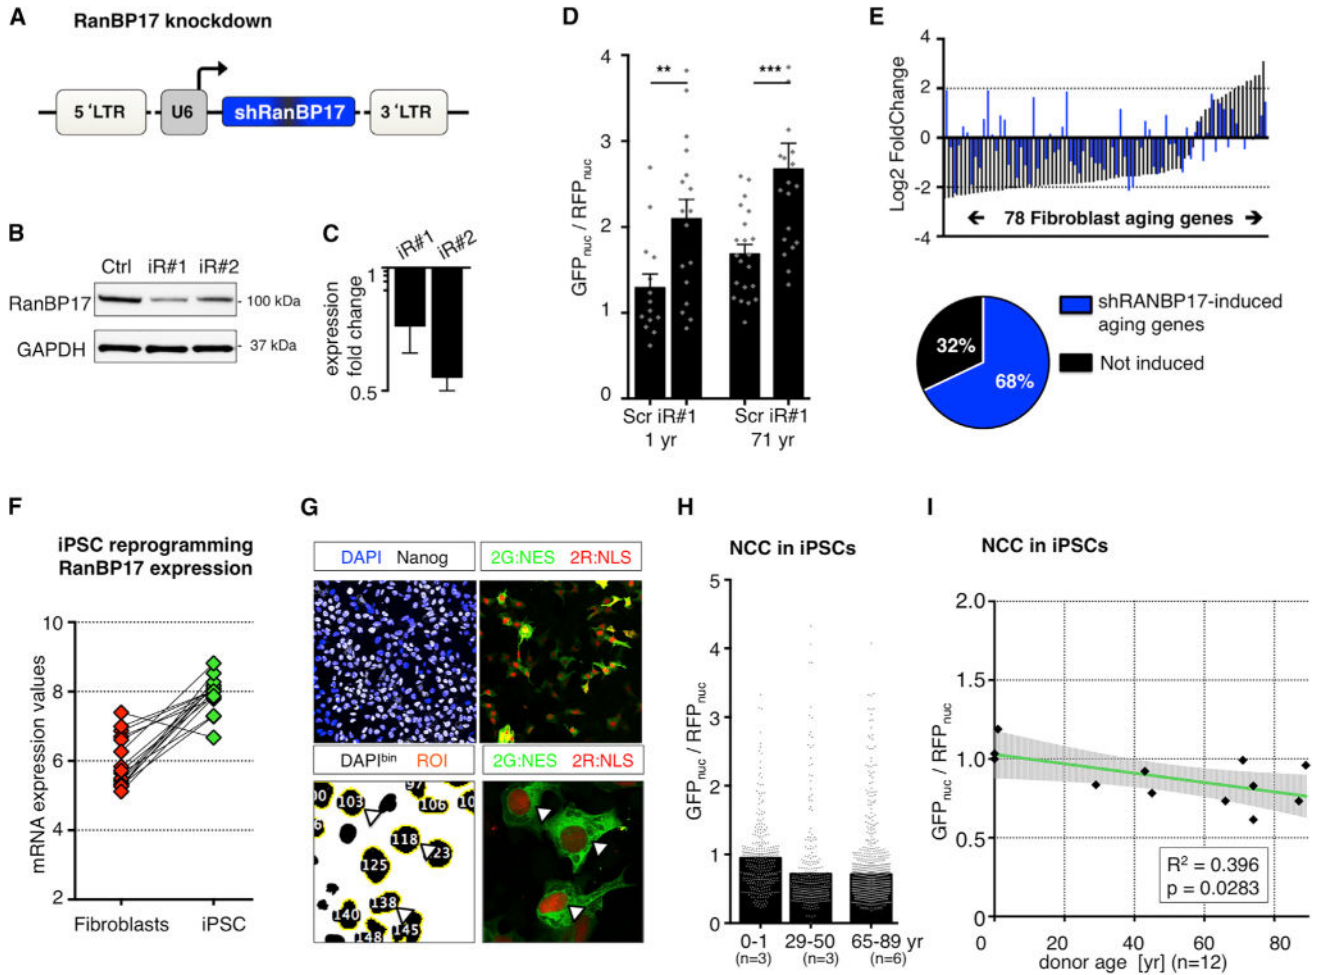 A
RanBP17 knockdown
5‘LTR
U6
shRanBP17
3‘LTR
B
Ctrl iR#1 iR#2
RanBP17
- 100 kDa
GAPDH
- 37 kDa
C
iR#1
iR#2
1
expression
fold change
0.5
D
4
3
2
1
0
GFPnuc / RFPnuc
**
***
Scr iR#1
1 yr
Scr iR#1
71 yr
E
4
2
0
-2
-4
Log2 FoldChange
← 78 Fibroblast aging genes →
32%
68%
shRANBP17-induced
aging genes
Not induced
F
iPSC reprogramming
RanBP17 expression
10
8
6
4
2
mRNA expression values
Fibroblasts
iPSC
G
DAPI Nanog
2G:NES 2R:NLS
DAPIbin ROI
2G:NES 2R:NLS
103
97
106
10
118
123
125
138
140
145
148
H
NCC in iPSCs
5
4
3
2
1
0
GFPnuc / RFPnuc
0-1
(n=3)
29-50
(n=3)
65-89 yr
(n=6)
I
NCC in iPSCs
2.0
1.5
1.0
0.5
0
GFPnuc / RFPnuc
R² = 0.396
p = 0.0283
0 20 40 60 80
donor age [yr] (n=12)